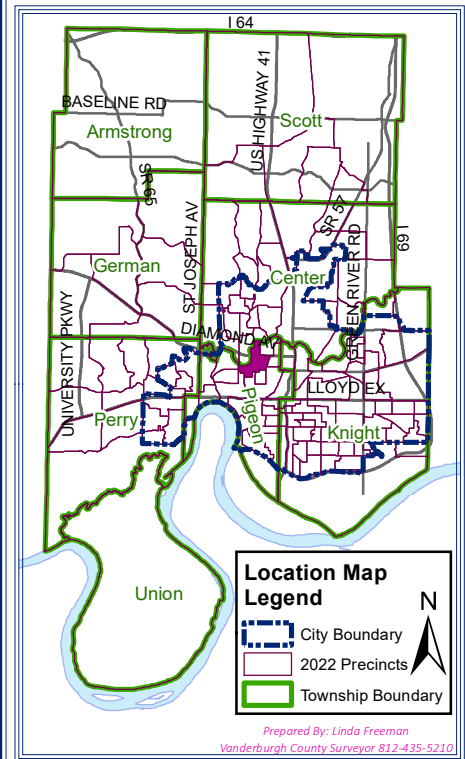 I 64
US HIGHWAY 41
BASELINE RD
Scott
Armstrong
SR 65
SR 57
ST JOSEPH AV
GREEN RIVER RD
I 69
German
Center
UNIVERSITY PKWY
DIAMOND AV
LLOYD EX
Perry
Pigeon
Knight
Union
Location Map
Legend
N
City Boundary
2022 Precincts
Township Boundary
Prepared By: Linda Freeman
Vanderburgh County Surveyor 812-435-5210